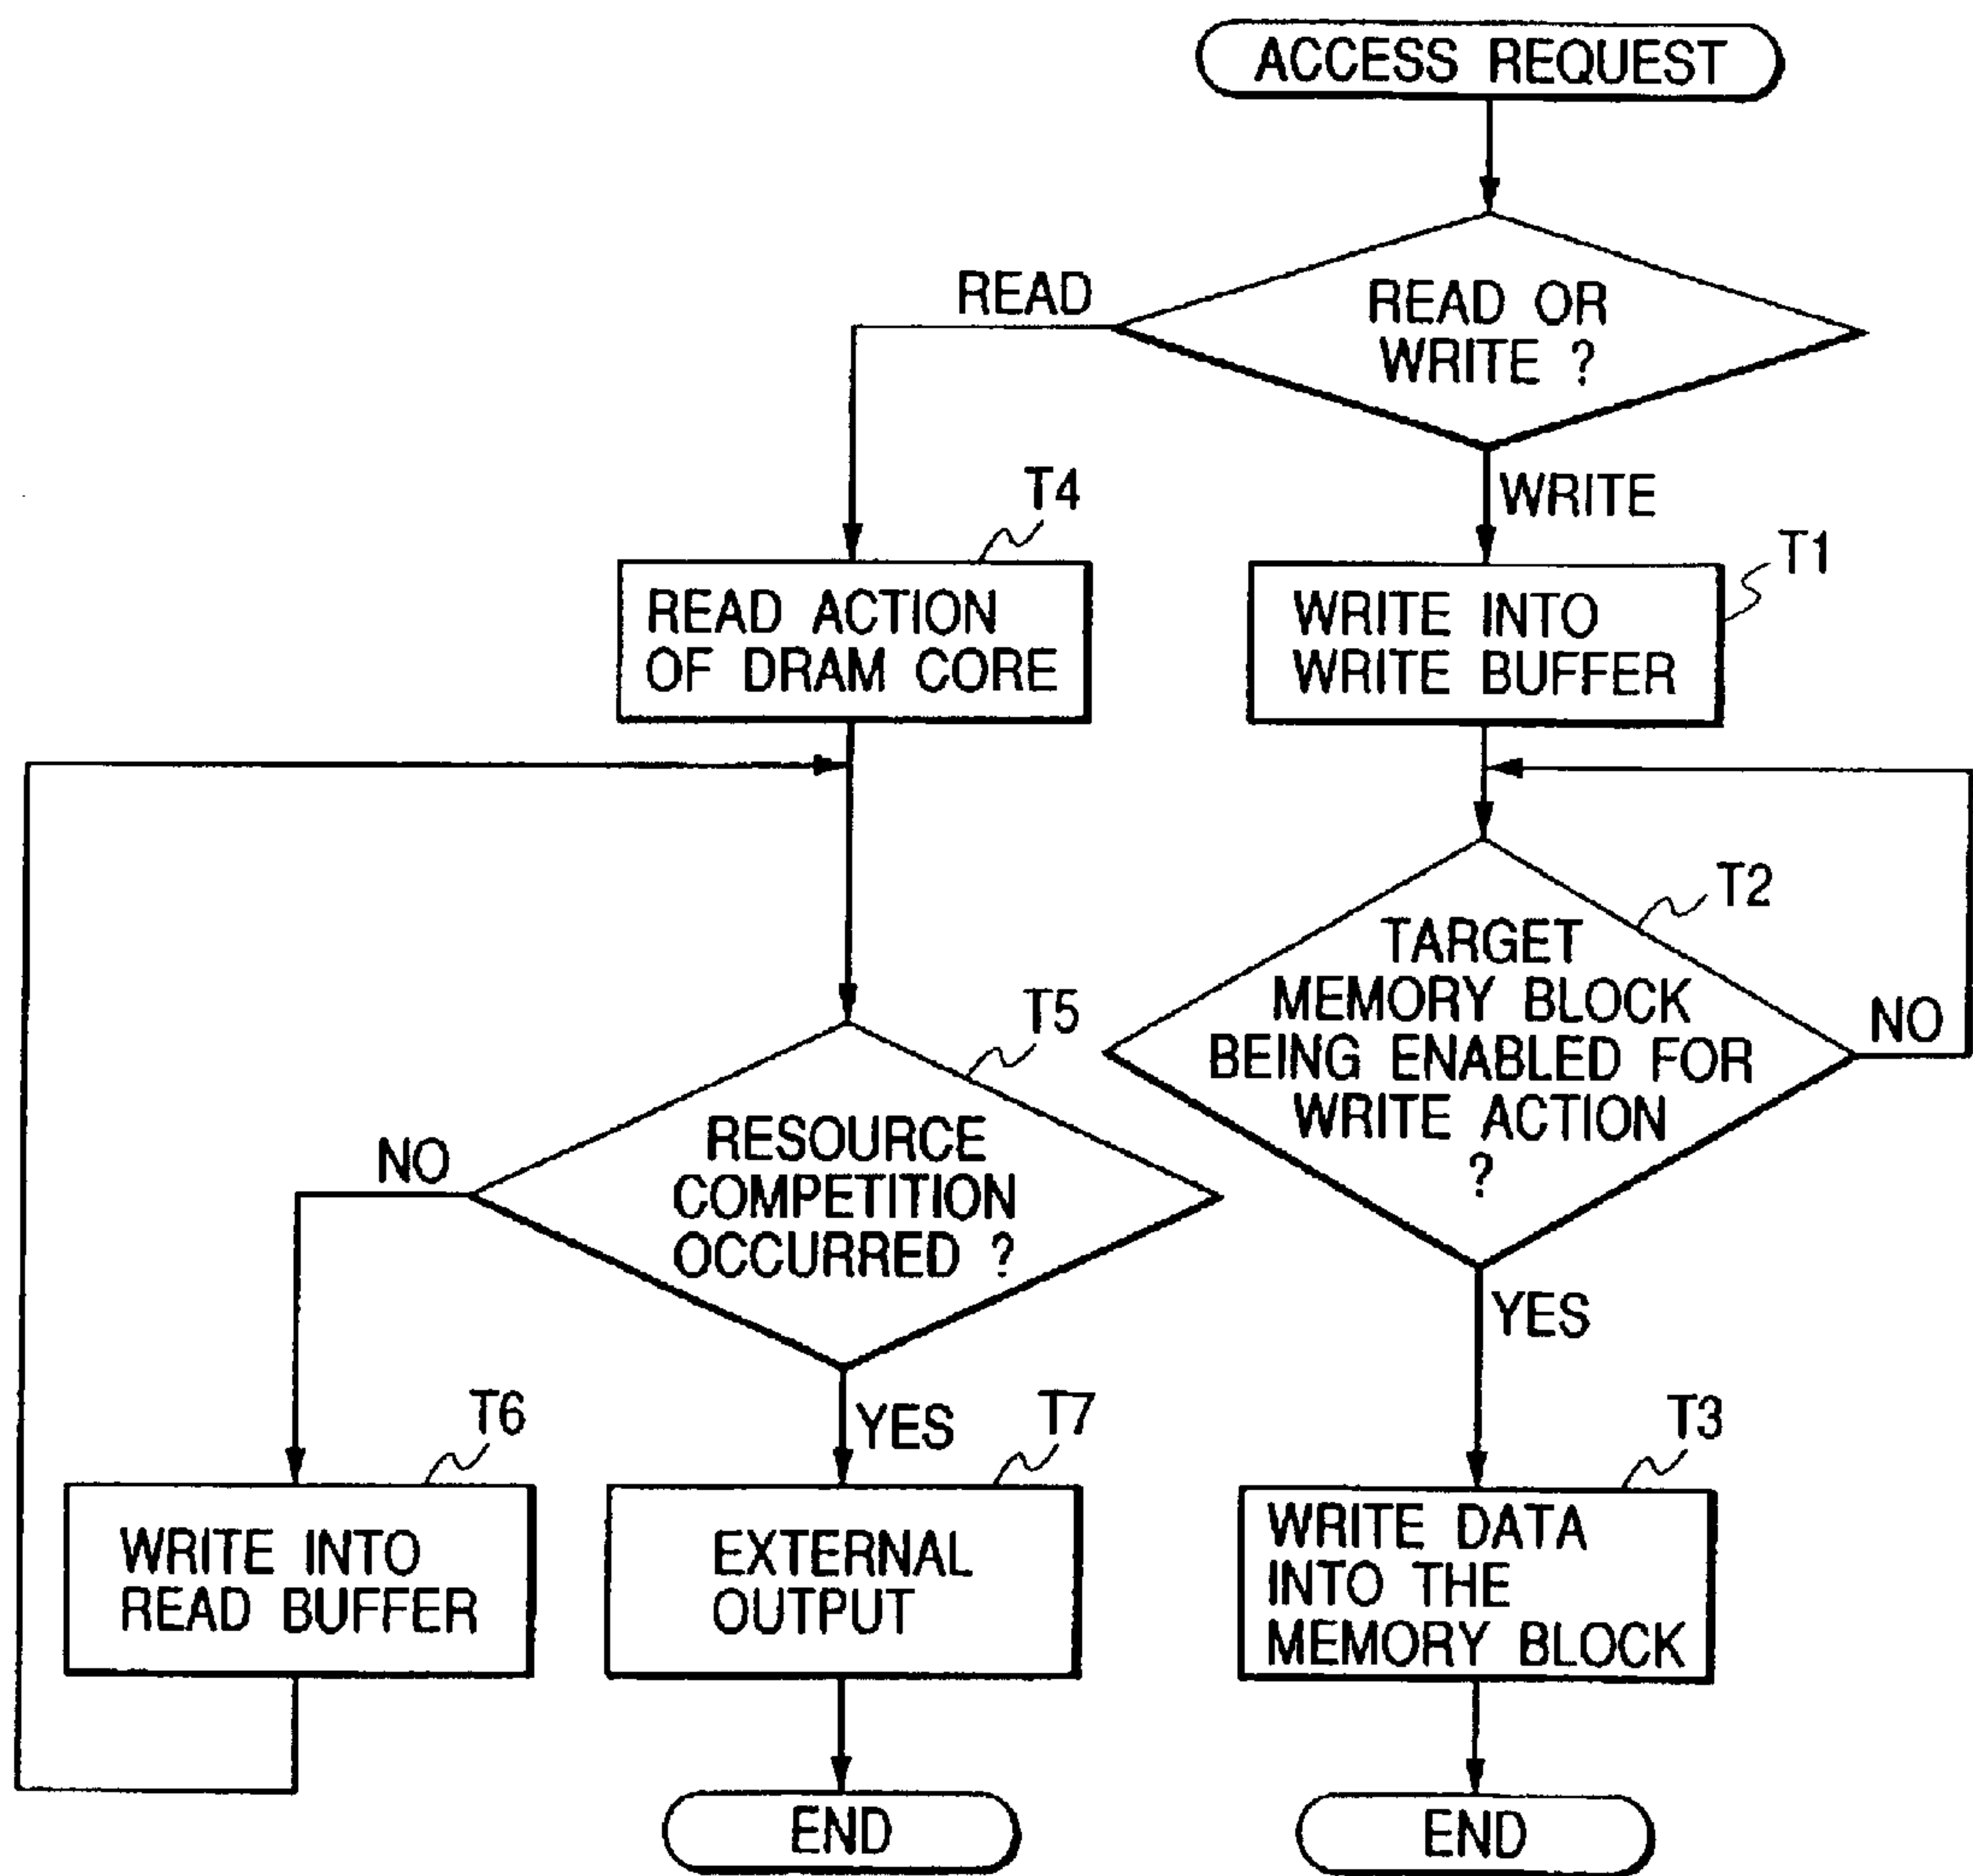 ACCESS REQUEST
READ
READ OR
WRITE ?
WRITE
T4
READ ACTION
OF DRAM CORE
T1
WRITE INTO
WRITE BUFFER
T2
TARGET
MEMORY BLOCK
BEING ENABLED FOR
WRITE ACTION
?
NO
YES
T5
RESOURCE
COMPETITION
OCCURRED ?
NO
YES
T6
WRITE INTO
READ BUFFER
T7
EXTERNAL
OUTPUT
T3
WRITE DATA
INTO THE
MEMORY BLOCK
END
END